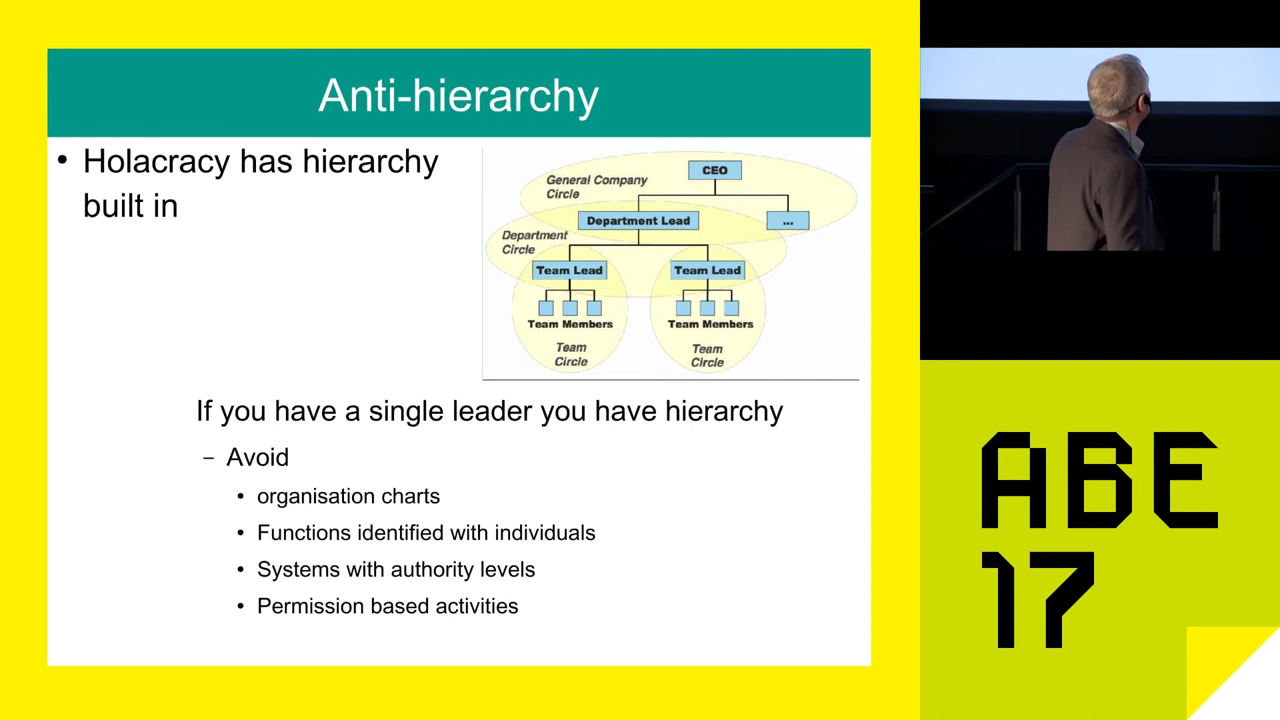 Anti-hierarchy
• Holacracy has hierarchy
built in
CEO
General Company
Circle
Department Lead
...
Department
Circle
Team Lead
Team Lead
Team Members
Team Members
Team
Circle
Team
Circle
If you have a single leader you have hierarchy
– Avoid
• organisation charts
• Functions identified with individuals
• Systems with authority levels
• Permission based activities
ABE
17